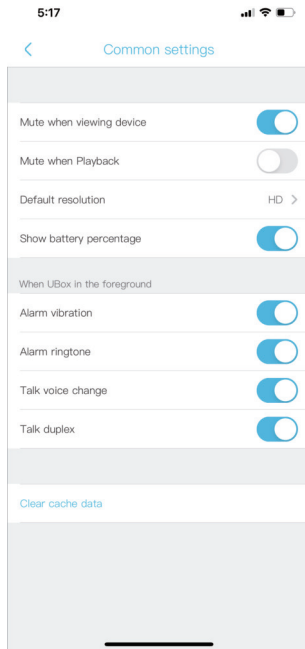 5:17
Common settings
Mute when viewing device
Mute when Playback
Default resolution HD >
Show battery percentage
When UBox in the foreground
Alarm vibration
Alarm ringtone
Talk voice change
Talk duplex
Clear cache data